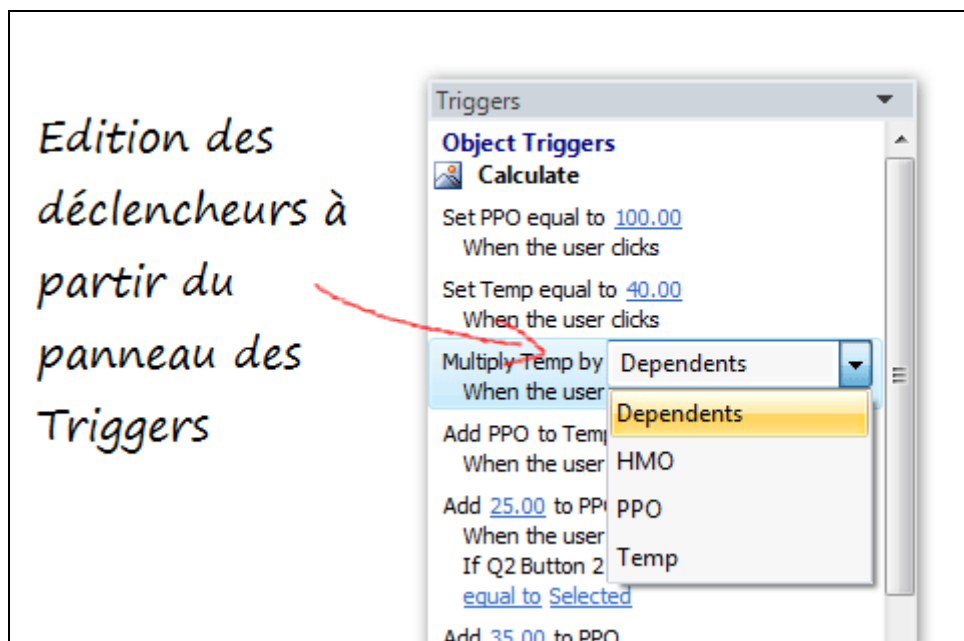 Edition des
déclencheurs à
partir du
panneau des
Triggers
Triggers
Object Triggers
Calculate
Set PPO equal to 100.00
When the user clicks
Set Temp equal to 40.00
When the user clicks
Multiply Temp by Dependents
When the user
Dependents
Add PPO to Temp
When the user
HMO
Add 25.00 to PPO
PPO
When the user
If Q2 Button 2
Temp
equal to Selected
Add 35.00 to PPO